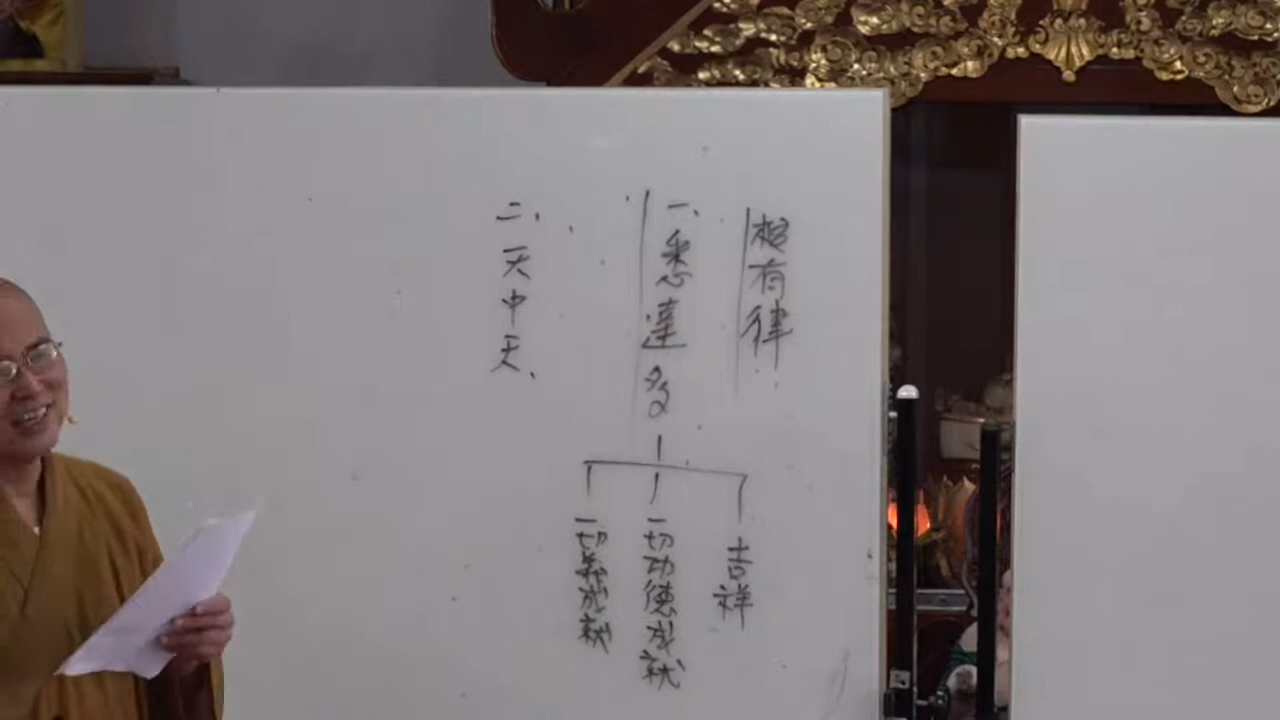 根有律
一、悉達多
吉祥
一切功德成就
一切義成就
二、天中天、